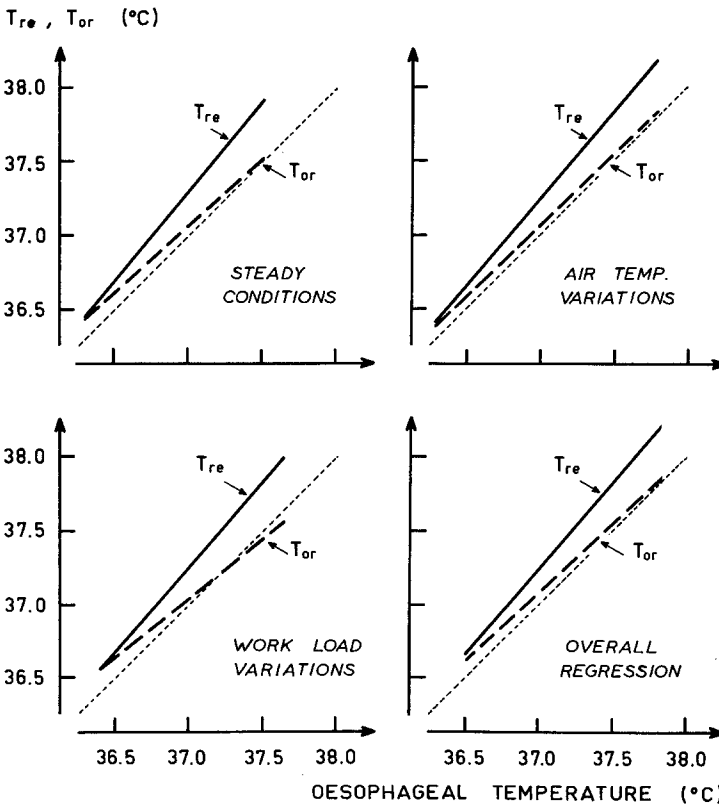 Tre , Tor (°C)
38.0
37.5
37.0
36.5
Tre
Tor
STEADY
CONDITIONS
Tre
Tor
AIR TEMP.
VARIATIONS
38.0
37.5
37.0
36.5
Tre
Tor
WORK LOAD
VARIATIONS
36.5 37.0 37.5 38.0
Tre
Tor
OVERALL
REGRESSION
36.5 37.0 37.5 38.0
OESOPHAGEAL TEMPERATURE (°C)